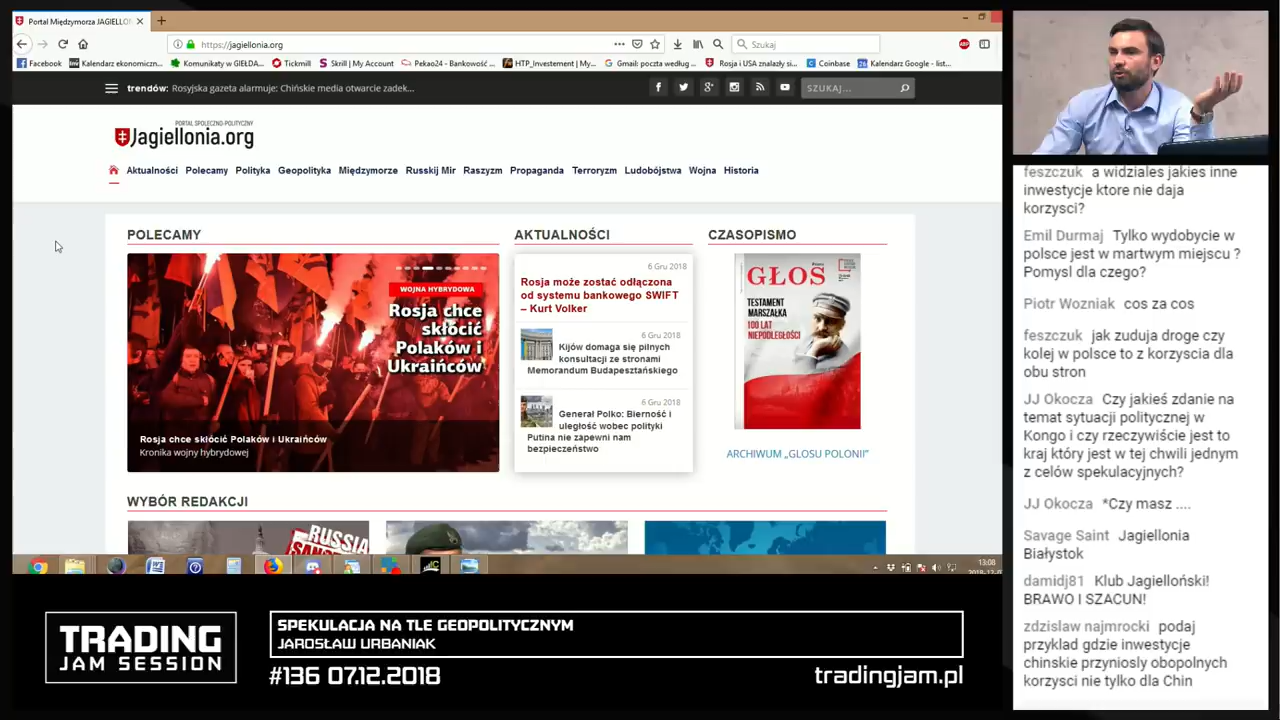 Portal Międzymorza JAGIELLON
https://jagiellonia.org
Szukaj
Facebook
Kalendarz ekonomiczn...
Komunikaty w GIEŁDA...
Tickmill
Skrill | My Account
Pekao24 - Bankowość ...
HTP_Investement | My...
Gmail: poczta według ...
Rosja i USA znalazły si...
Coinbase
Kalendarz Google - list...
trendów: Rosyjska gazeta alarmuje: Chińskie media otwarcie zadek...
SZUKAJ...
PORTAL SPOŁECZNO-POLITYCZNY
Jagiellonia.org
Aktualności Polecamy Polityka Geopolityka Międzymorze Russkij Mir Raszyzm Propaganda Terroryzm Ludobójstwa Wojna Historia
POLECAMY
WOJNA HYBRYDOWA
Rosja chce
skłócić
Polaków i
Ukraińców
Rosja chce skłócić Polaków i Ukraińców
Kronika wojny hybrydowej
AKTUALNOŚCI
6 Gru 2018
Rosja może zostać odłączona
od systemu bankowego SWIFT
– Kurt Volker
6 Gru 2018
Kijów domaga się pilnych
konsultacji ze stronami
Memorandum Budapesztańskiego
6 Gru 2018
Generał Polko: Bierność i
uległość wobec polityki
Putina nie zapewni nam
bezpieczeństwo
CZASOPISMO
GŁOS
TESTAMENT
MARSZAŁKA
100 LAT
NIEPODLEGŁOŚCI
ARCHIWUM „GLOSU POLONII”
WYBÓR REDAKCJI
RUSSIA
13:08
TRADING
JAM SESSION
SPEKULACJA NA TLE GEOPOLITYCZNYM
JAROSŁAW URBANIAK
#136 07.12.2018
tradingjam.pl
feszczuk a widziales jakies inne
inwestycje ktore nie daja
korzysci?
Emil Durmaj Tylko wydobycie w
polsce jest w martwym miejscu ?
Pomysl dla czego?
Piotr Wozniak cos za cos
feszczuk jak zuduja droge czy
kolej w polsce to z korzyscia dla
obu stron
JJ Okocza Czy jakieś zdanie na
temat sytuacji politycznej w
Kongo i czy rzeczywiście jest to
kraj który jest w tej chwili jednym
z celów spekulacyjnych?
JJ Okocza *Czy masz ....
Savage Saint Jagiellonia
Białystok
damidj81 Klub Jagielloński!
BRAWO I SZACUN!
zdzislaw najmrocki podaj
przyklad gdzie inwestycje
chinskie przyniosly obopolnych
korzysci nie tylko dla Chin